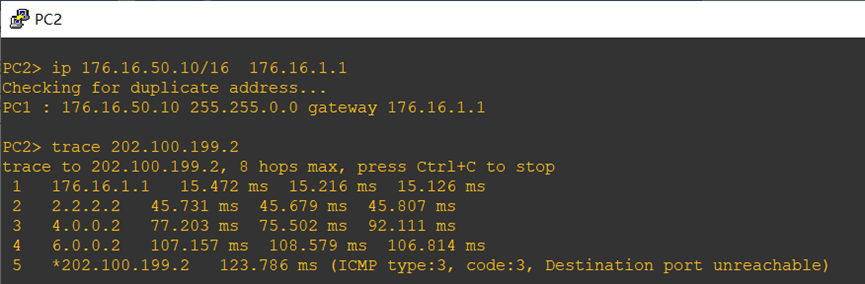 PC2
PC2> ip 176.16.50.10/16  176.16.1.1
Checking for duplicate address...
PC1 : 176.16.50.10 255.255.0.0 gateway 176.16.1.1
PC2> trace 202.100.199.2
trace to 202.100.199.2, 8 hops max, press Ctrl+C to stop
 1   176.16.1.1   15.472 ms  15.216 ms  15.126 ms
 2   2.2.2.2   45.731 ms  45.679 ms  45.807 ms
 3   4.0.0.2   77.203 ms  75.502 ms  92.111 ms
 4   6.0.0.2   107.157 ms  108.579 ms  106.814 ms
 5   *202.100.199.2   123.786 ms (ICMP type:3, code:3, Destination port unreachable)